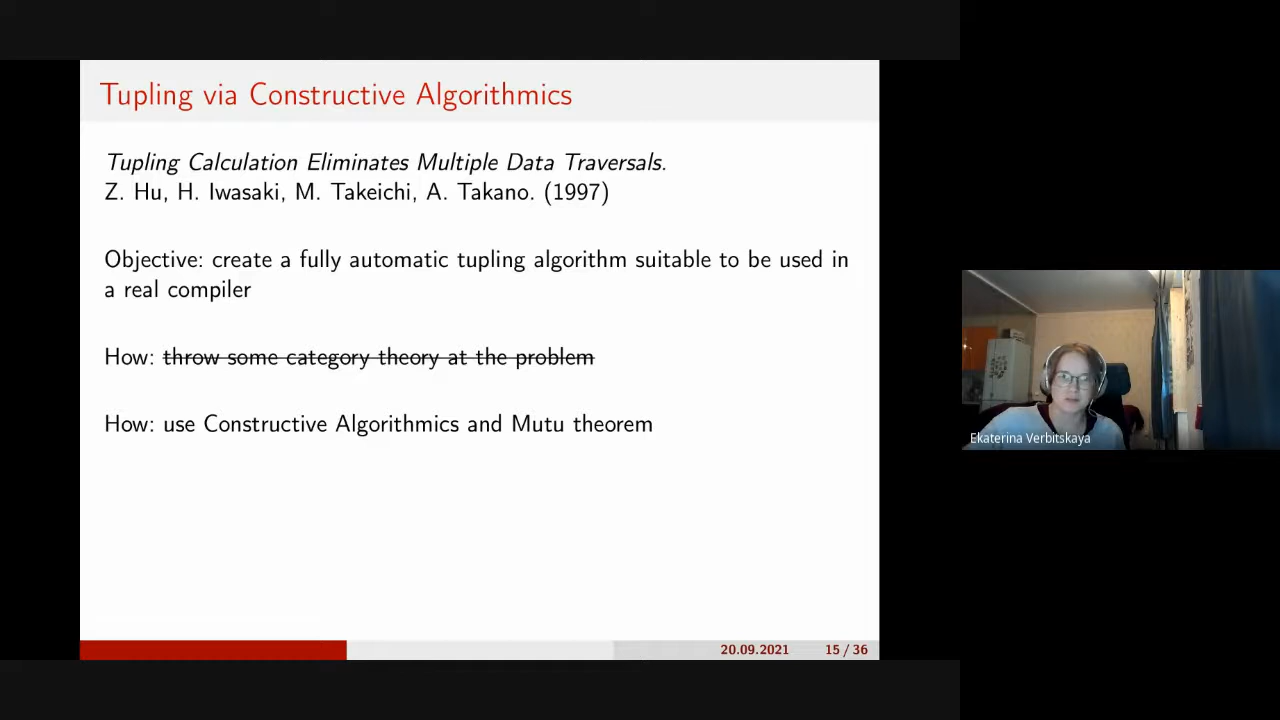 Tupling via Constructive Algorithmics
Tupling Calculation Eliminates Multiple Data Traversals.
Z. Hu, H. Iwasaki, M. Takeichi, A. Takano. (1997)
Objective: create a fully automatic tupling algorithm suitable to be used in
a real compiler
How: throw some category theory at the problem
How: use Constructive Algorithmics and Mutu theorem
Ekaterina Verbitskaya
20.09.2021 15 / 36